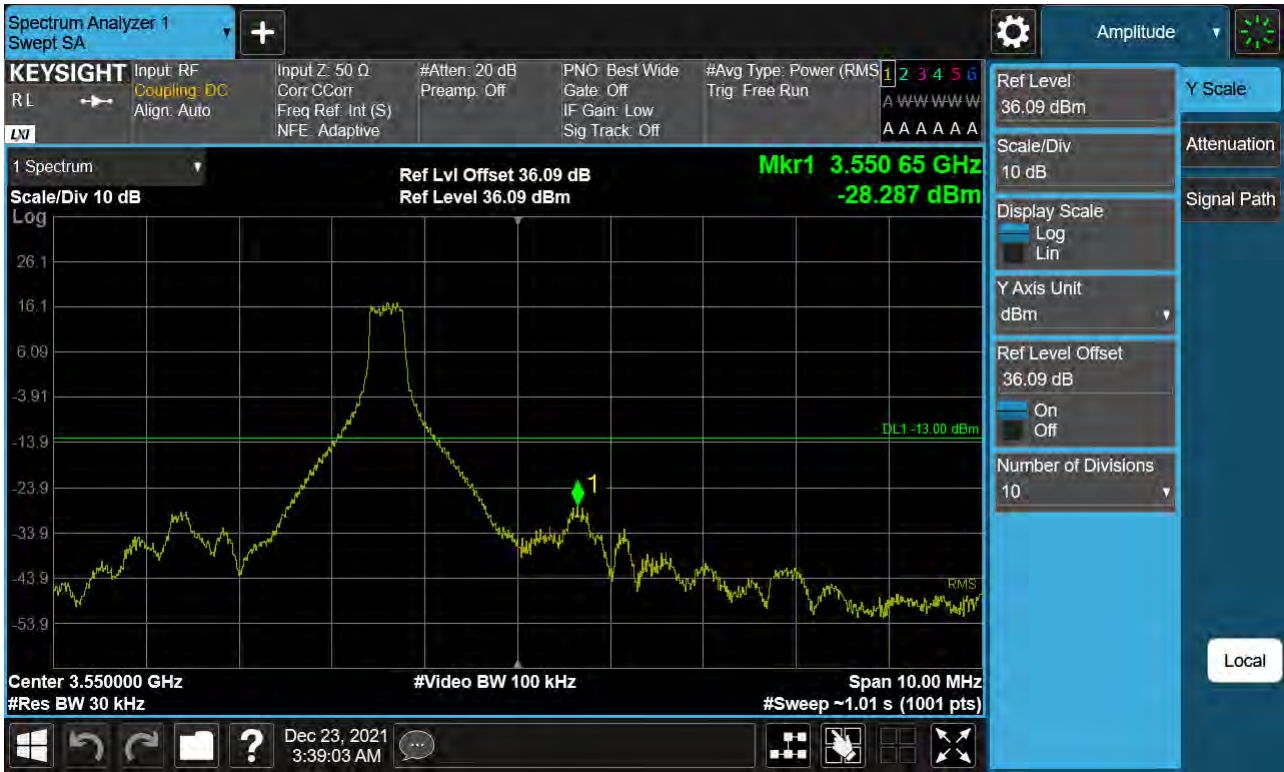 Spectrum Analyzer 1
Swept SA
+
Amplitude
KEYSIGHT
RL
LXI
Input: RF
Coupling: DC
Align: Auto
Input Z: 50 Ω
Corr CCorr
Freq Ref: Int (S)
NFE: Adaptive
#Atten: 20 dB
Preamp: Off
PNO: Best Wide
Gate: Off
IF Gain: Low
Sig Track: Off
#Avg Type: Power (RMS
Trig: Free Run
1 2 3 4 5 6
A W W W W W
A A A A A A
1 Spectrum
Scale/Div 10 dB
Log
Ref Lvl Offset 36.09 dB
Ref Level 36.09 dBm
Mkr1 3.550 65 GHz
-28.287 dBm
26.1
16.1
6.09
-3.91
-13.9
-23.9
-33.9
-43.9
-53.9
DL1 -13.00 dBm
1
RMS
Center 3.550000 GHz
#Res BW 30 kHz
#Video BW 100 kHz
Span 10.00 MHz
#Sweep ~1.01 s (1001 pts)
Ref Level
36.09 dBm
Scale/Div
10 dB
Display Scale
Log
Lin
Y Axis Unit
dBm
Ref Level Offset
36.09 dB
On
Off
Number of Divisions
10
Y Scale
Attenuation
Signal Path
Local
?
Dec 23, 2021
3:39:03 AM